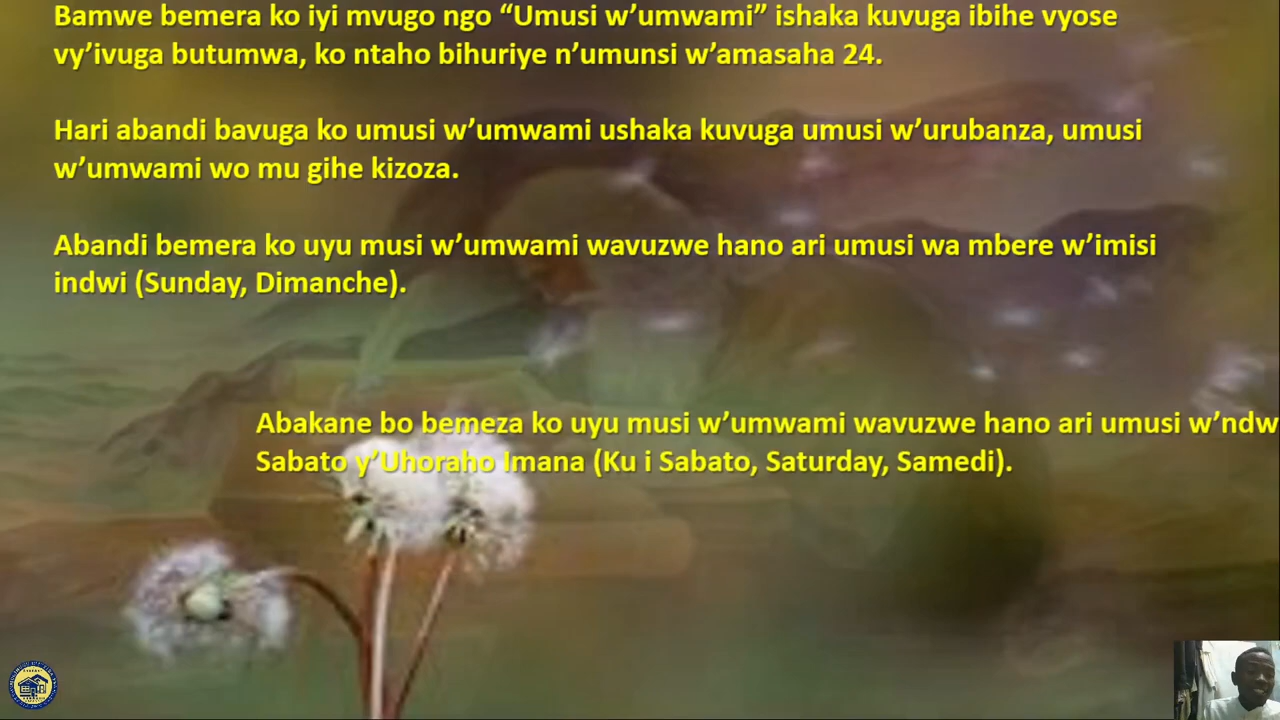 Bamwe bemera ko iyi mvugo ngo “Umusi w’umwami” ishaka kuvuga ibihe vyose
vy’ivuga butumwa, ko ntaho bihuriye n’umunsi w’amasaha 24.
Hari abandi bavuga ko umusi w’umwami ushaka kuvuga umusi w’urubanza, umusi
w’umwami wo mu gihe kizoza.
Abandi bemera ko uyu musi w’umwami wavuzwe hano ari umusi wa mbere w’imisi
indwi (Sunday, Dimanche).
Abakane bo bemeza ko uyu musi w’umwami wavuzwe hano ari umusi
Sabato y’Uhoraho Imana (Ku i Sabato, Saturday, Samedi).